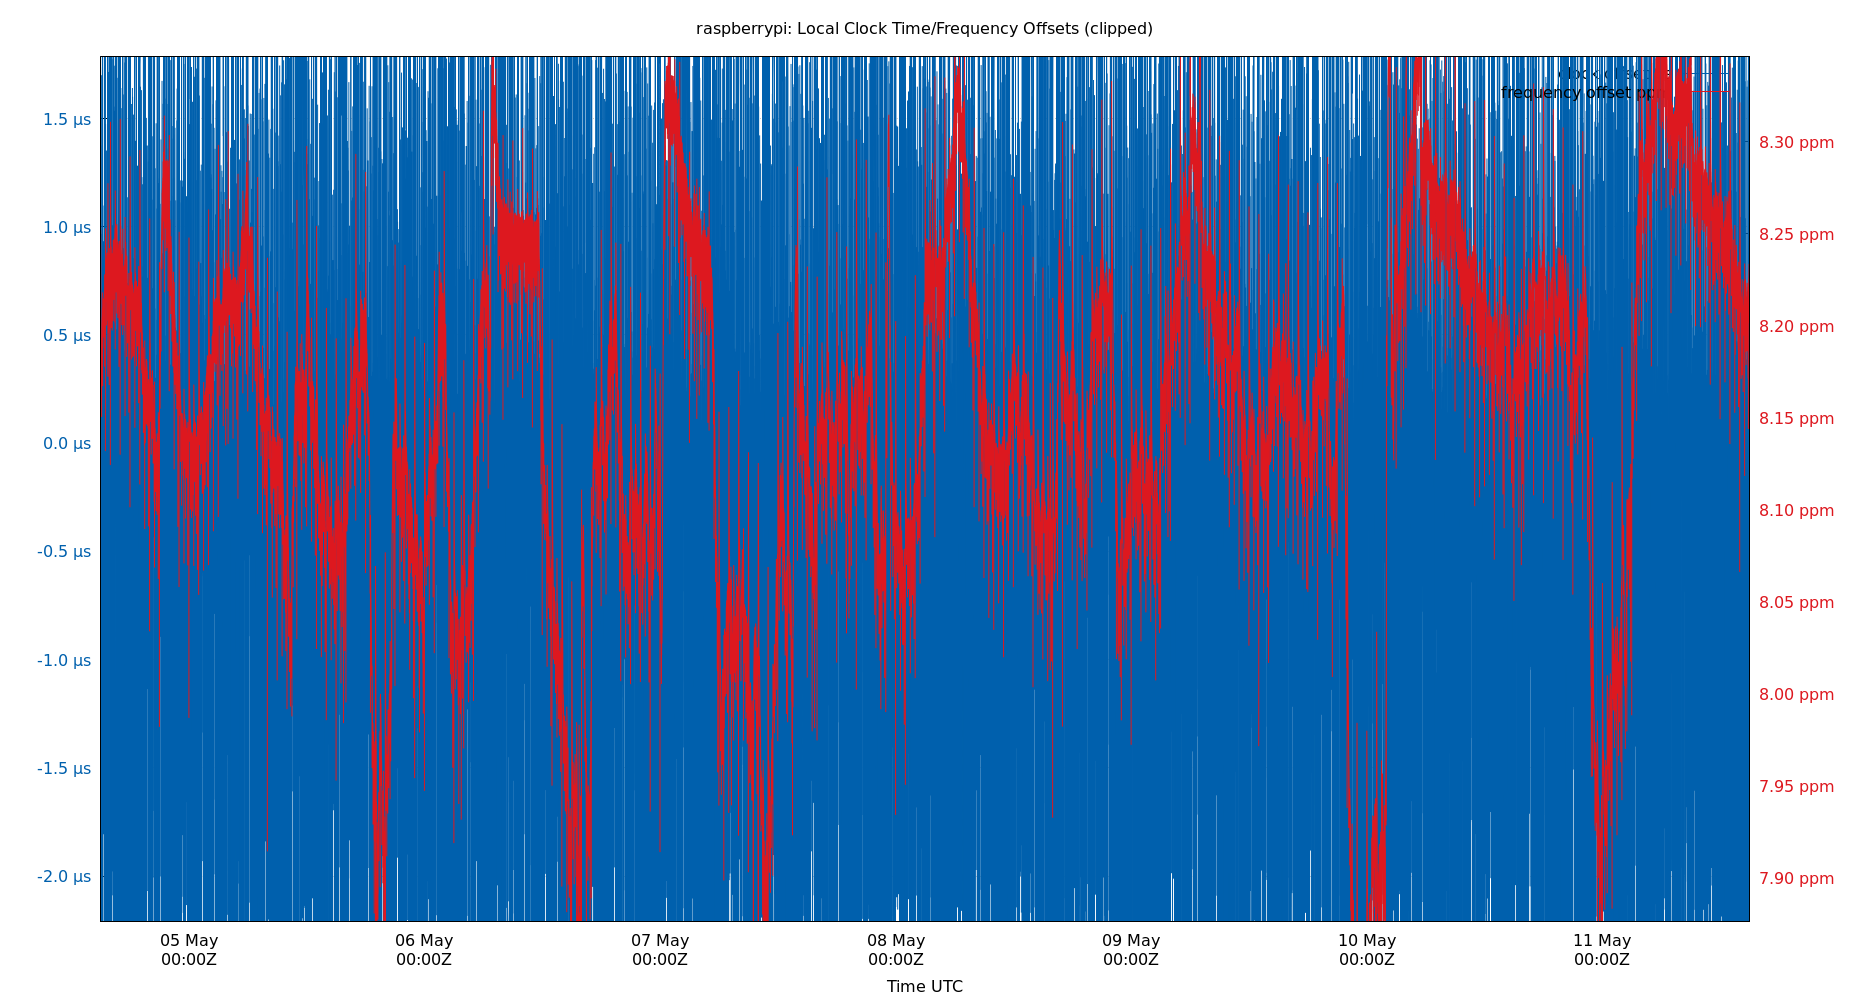 raspberrypi: Local Clock Time/Frequency Offsets (clipped)
frequency offset ppm
1.5 µs
1.0 µs
0.5 µs
0.0 µs
-0.5 µs
-1.0 µs
-1.5 µs
-2.0 µs
8.30 ppm
8.25 ppm
8.20 ppm
8.15 ppm
8.10 ppm
8.05 ppm
8.00 ppm
7.95 ppm
7.90 ppm
05 May 06 May 07 May 08 May 09 May 10 May 11 May
00:00Z 00:00Z 00:00Z 00:00Z 00:00Z 00:00Z 00:00Z
Time UTC